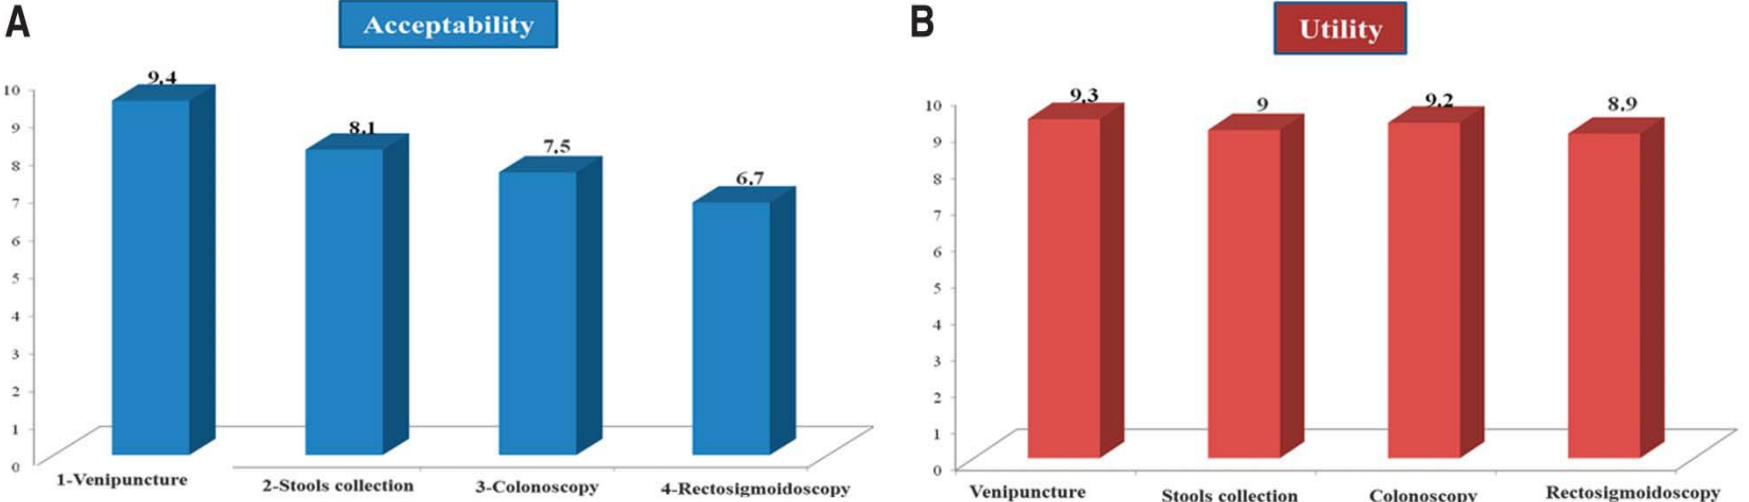 A
Acceptability
9.4
8.1
7.5
6.7
10
9
8
7
6
5
4
3
2
1
0
1-Venipuncture
2-Stools collection
3-Colonoscopy
4-Rectosigmoidoscopy
B
Utility
9.3
9
9.2
8.9
10
9
8
7
6
5
4
3
2
1
0
Venipuncture
Stools collection
Colonoscopy
Rectosigmoidoscopy